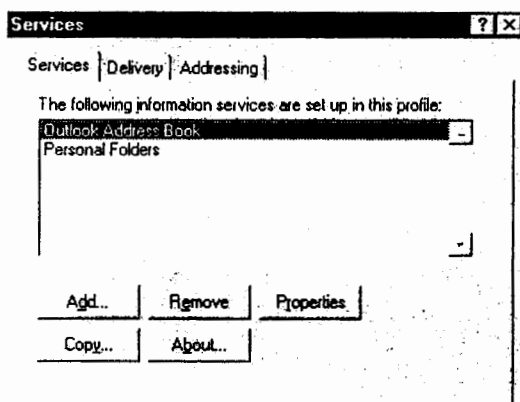 Services
Services Delivery Addressing
The following information services are set up in this profile:
Outlook Address Book
Personal Folders
Add... Remove Properties
Copy... About...